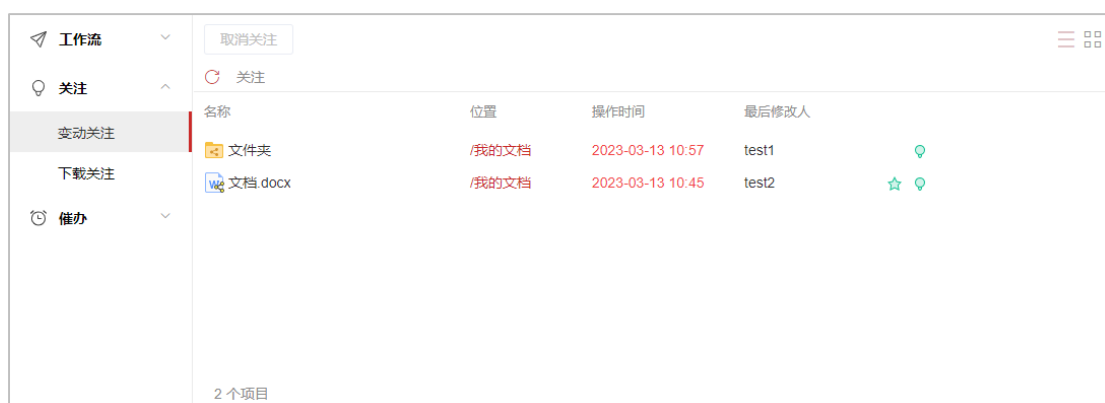 工作流
取消关注
关注
关注
名称 位置 操作时间 最后修改人
变动关注
文件夹 /我的文档 2023-03-13 10:57 test1
下载关注
文档.docx /我的文档 2023-03-13 10:45 test2
催办
2 个项目